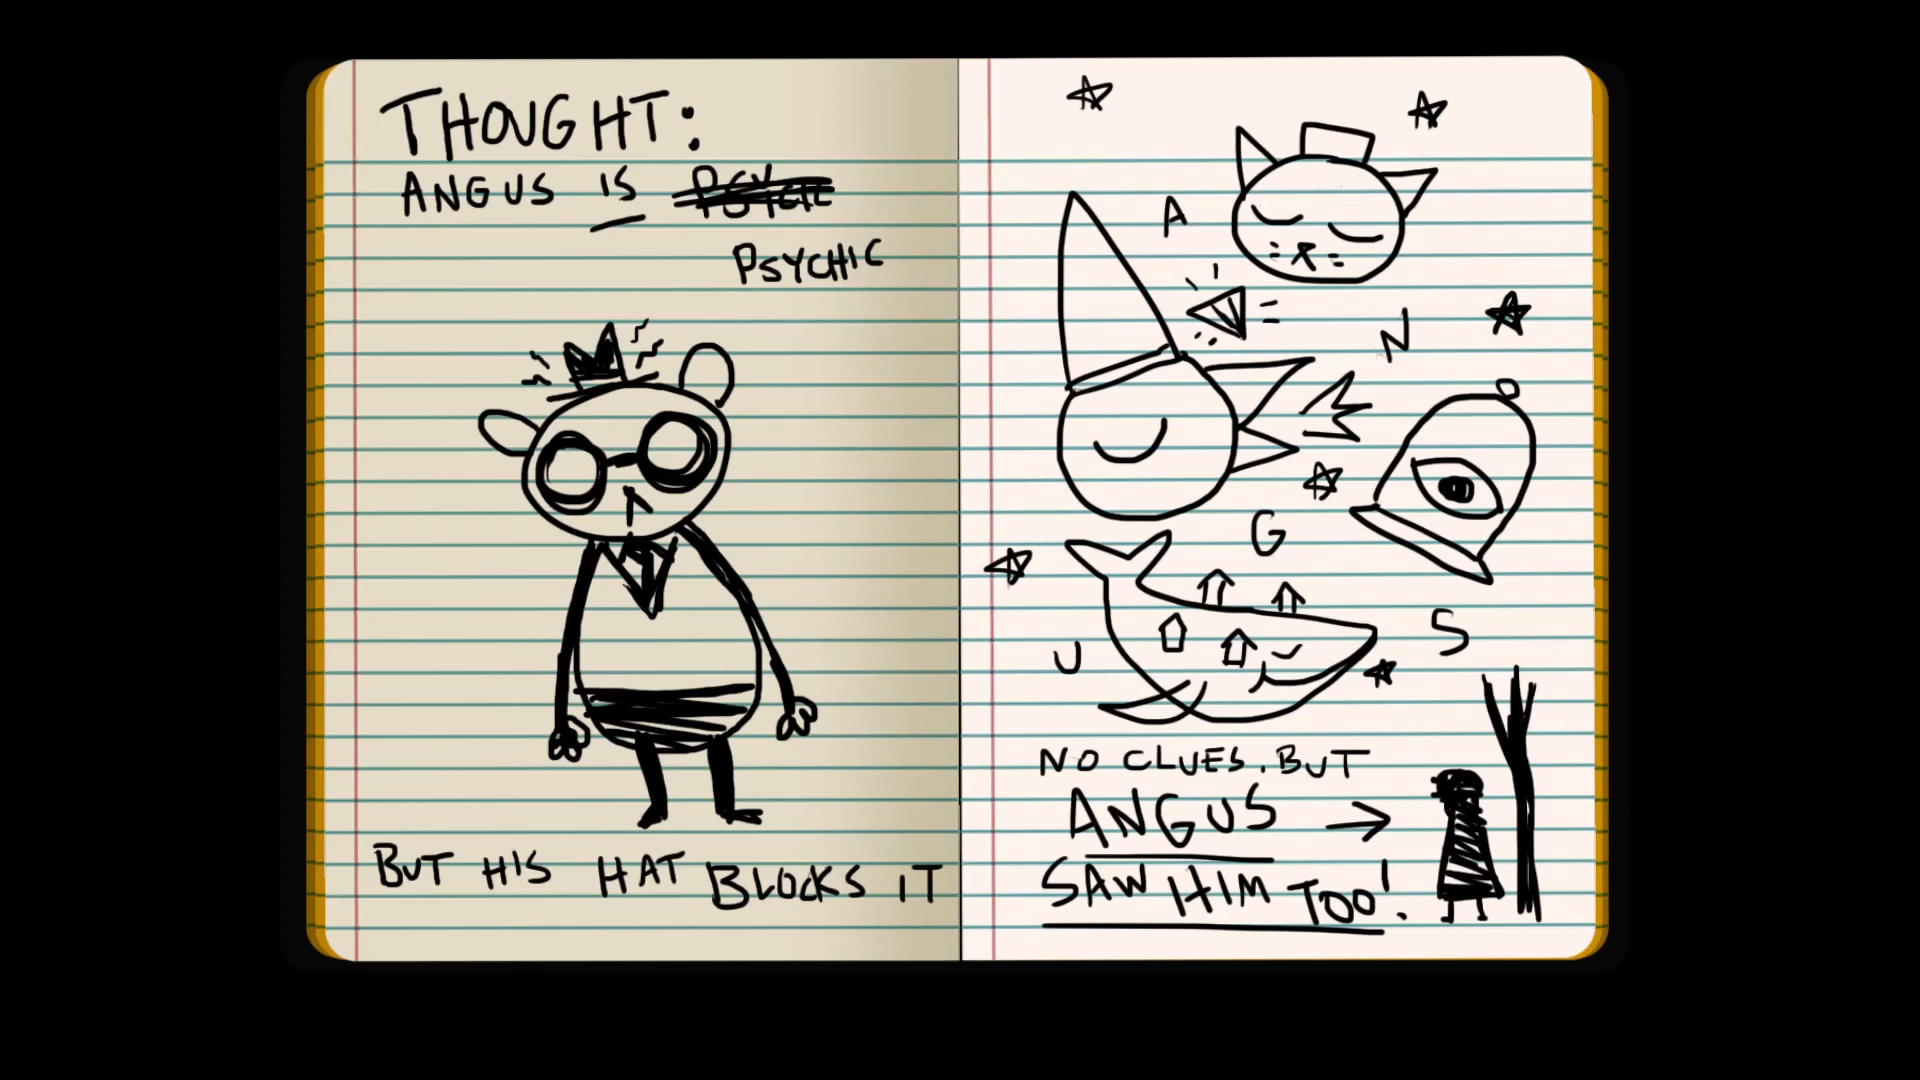 THOUGHT:
ANGUS IS
PSYCHIC
BUT HIS HAT BLOCKS IT
A
N
G
U
S
NO CLUES. BUT
ANGUS →
SAW HIM TOO!